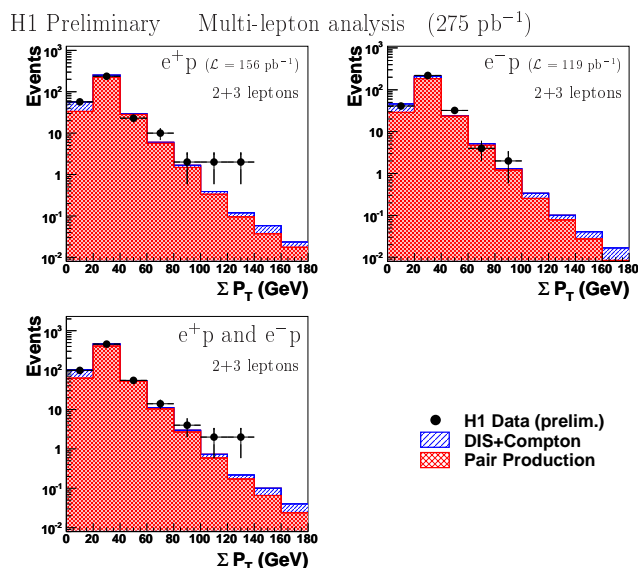 H1 Preliminary Multi-lepton analysis (275 pb⁻¹)
Events
10³
10²
10
1
10⁻¹
10⁻²
e⁺p (ℒ = 156 pb⁻¹)
2+3 leptons
0 20 40 60 80 100 120 140 160 180
Σ P_T (GeV)
Events
10³
10²
10
1
10⁻¹
10⁻²
e⁻p (ℒ = 119 pb⁻¹)
2+3 leptons
0 20 40 60 80 100 120 140 160 180
Σ P_T (GeV)
Events
10³
10²
10
1
10⁻¹
10⁻²
e⁺p and e⁻p
2+3 leptons
0 20 40 60 80 100 120 140 160 180
Σ P_T (GeV)
H1 Data (prelim.)
DIS+Compton
Pair Production